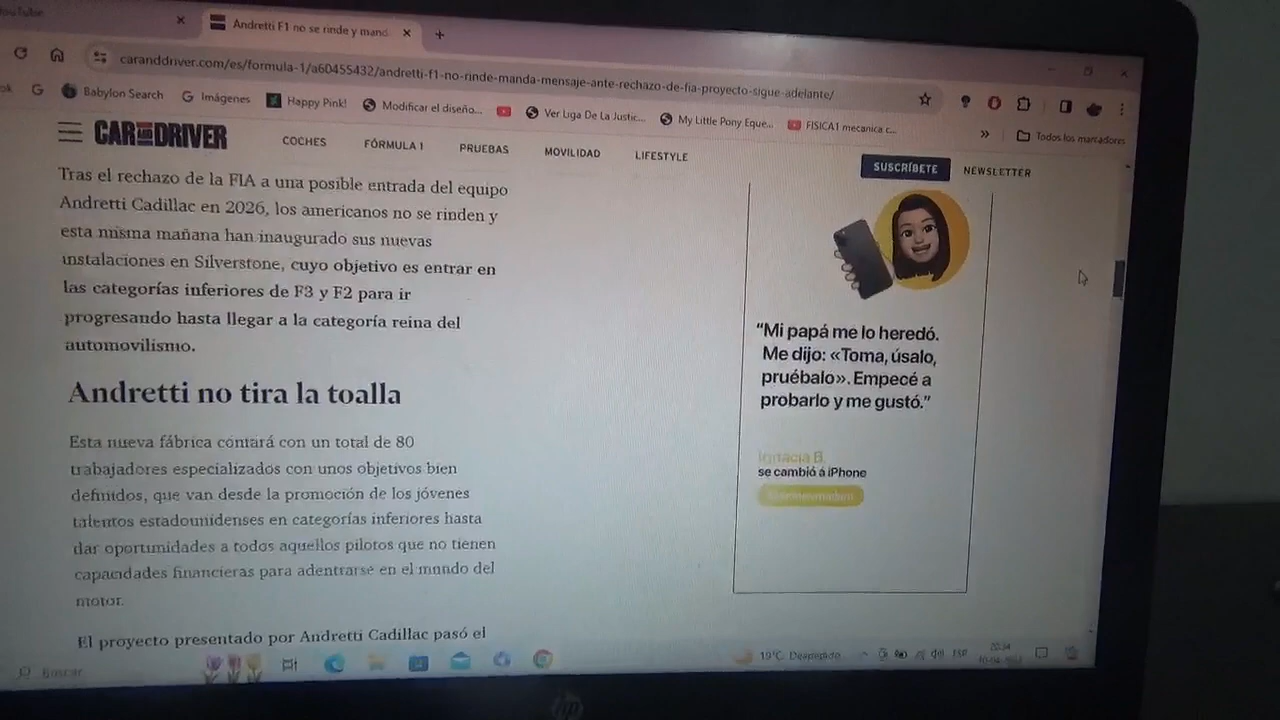 YouTube
Andretti F1 no se rinde y mand
caranddriver.com/es/formula-1/a60455432/andretti-f1-no-rinde-manda-mensaje-ante-rechazo-de-fia-proyecto-sigue-adelante/
ok
Babylon Search
Imágenes
Happy Pink!
Modificar el diseño...
Ver Liga De La Justic...
My Little Pony Eque...
FISICA1 mecanica c...
Todos los marcadores
CAR AND DRIVER
COCHES
FÓRMULA 1
PRUEBAS
MOVILIDAD
LIFESTYLE
SUSCRÍBETE
NEWSLETTER
Tras el rechazo de la FIA a una posible entrada del equipo
Andretti Cadillac en 2026, los americanos no se rinden y
esta misma mañana han inaugurado sus nuevas
instalaciones en Silverstone, cuyo objetivo es entrar en
las categorías inferiores de F3 y F2 para ir
progresando hasta llegar a la categoría reina del
automovilismo.
Andretti no tira la toalla
Esta nueva fábrica contará con un total de 80
trabajadores especializados con unos objetivos bien
definidos, que van desde la promoción de los jóvenes
talentos estadounidenses en categorías inferiores hasta
dar oportunidades a todos aquellos pilotos que no tienen
capacidades financieras para adentrarse en el mundo del
motor.
El proyecto presentado por Andretti Cadillac pasó el
“Mi papá me lo heredó.
Me dijo: «Toma, úsalo,
pruébalo». Empecé a
probarlo y me gustó.”
Ignacia B.
se cambió a iPhone
Buscar
19°C Despejado
ESP
20:34
hp